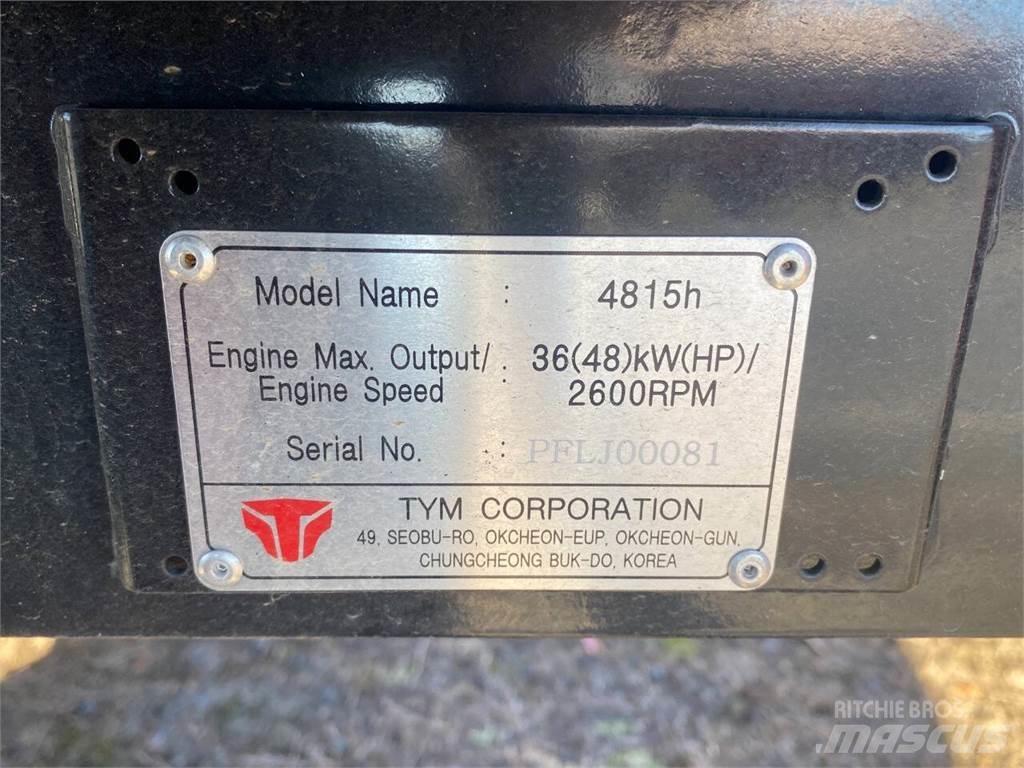 Model Name : 4815h
Engine Max. Output/ : 36(48)kW(HP)/
Engine Speed 2600RPM
Serial No. : PFLJ00081
TYM CORPORATION
49, SEOBU-RO, OKCHEON-EUP, OKCHEON-GUN,
CHUNGCHEONG BUK-DO, KOREA
RITCHIE BROS.
MASCUS